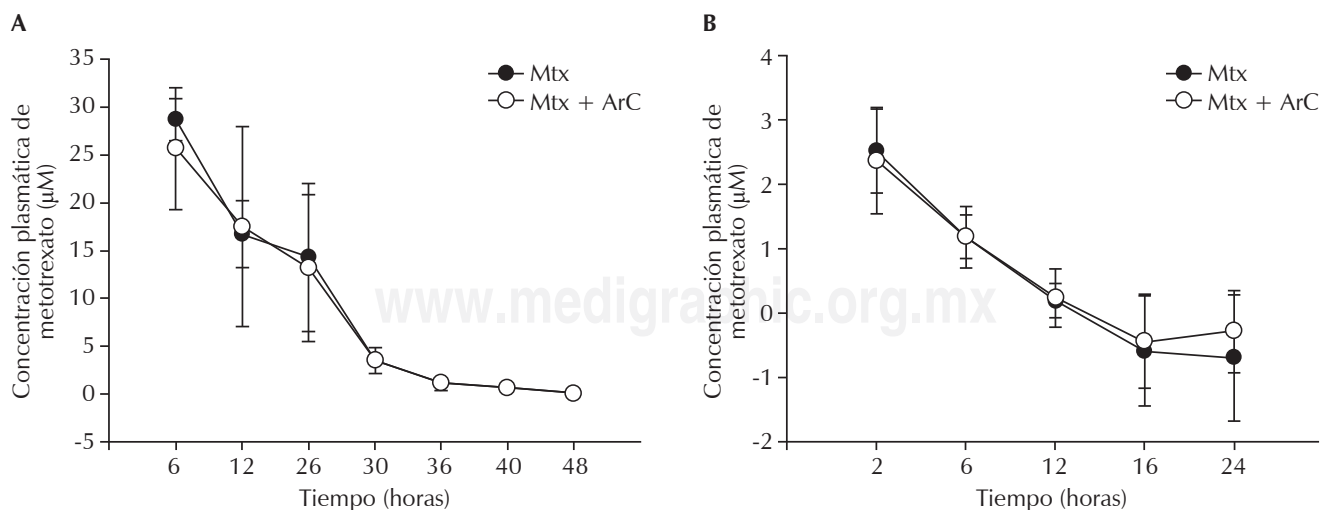 A
Concentración plasmática de
metotrexato (µM)
35
30
25
20
15
10
5
0
-5
Mtx
Mtx + ArC
6 12 26 30 36 40 48
Tiempo (horas)
B
Concentración plasmática de
metotrexato (µM)
4
3
2
1
0
-1
-2
Mtx
Mtx + ArC
2 6 12 16 24
Tiempo (horas)
www.medigraphic.org.mx